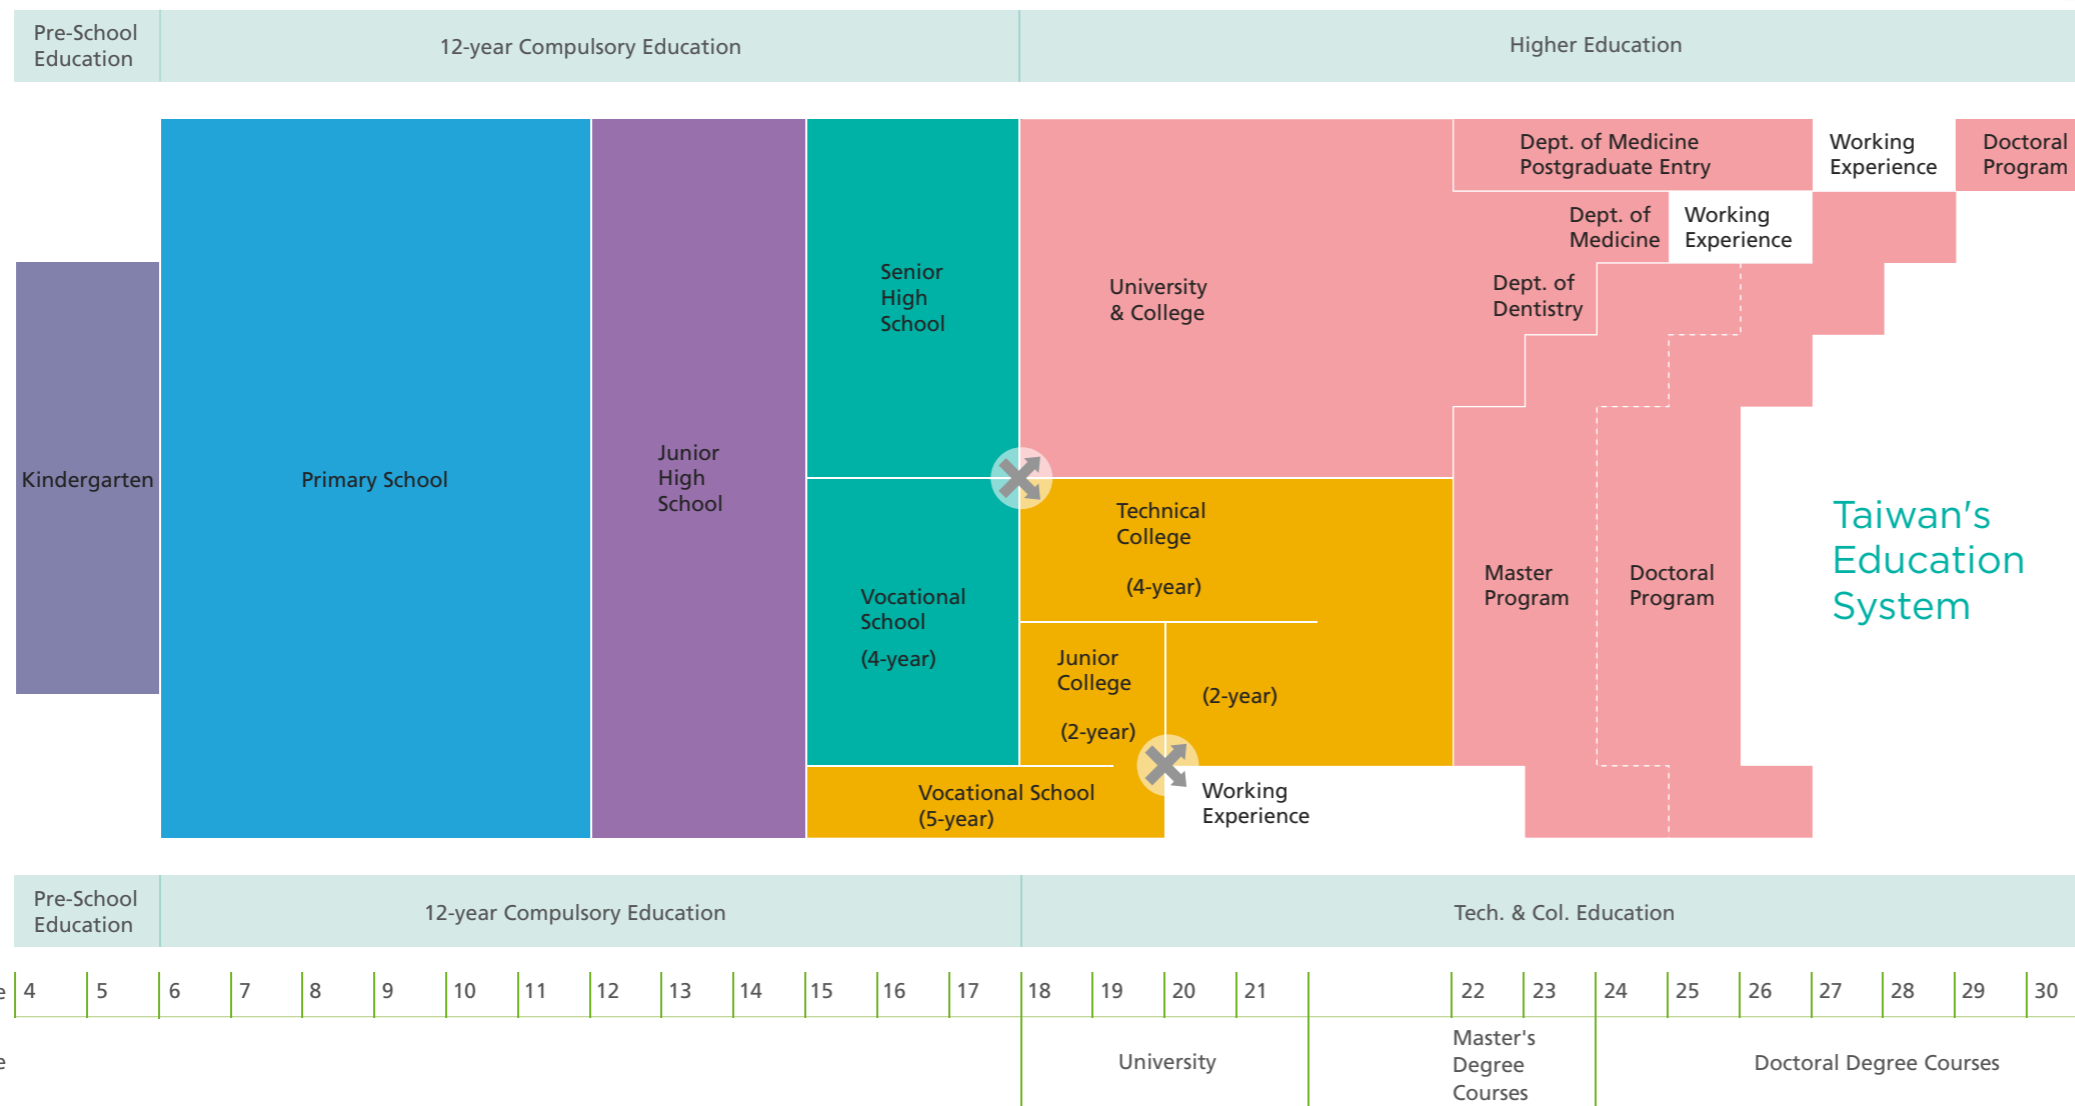 Pre-School
Education
12-year Compulsory Education
Higher Education
Dept. of Medicine
Postgraduate Entry
Working
Experience
Doctoral
Program
Dept. of
Medicine
Working
Experience
Senior
High
School
University
& College
Dept. of
Dentistry
Kindergarten
Primary School
Junior
High
School
Technical
College
(4-year)
Vocational
School
(4-year)
Junior
College
(2-year)
(2-year)
Master
Program
Doctoral
Program
Taiwan's
Education
System
Vocational School
(5-year)
Working
Experience
Pre-School
Education
12-year Compulsory Education
Tech. & Col. Education
e 4 5 6 7 8 9 10 11 12 13 14 15 16 17 18 19 20 21 22 23 24 25 26 27 28 29 30
e
University
Master's
Degree
Courses
Doctoral Degree Courses